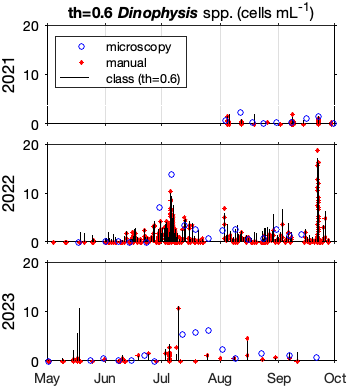 th=0.6 Dinophysis spp. (cells mL-1)
20
10
0
2021
microscopy
manual
class (th=0.6)
20
10
0
2022
20
10
0
2023
May Jun Jul Aug Sep Oct